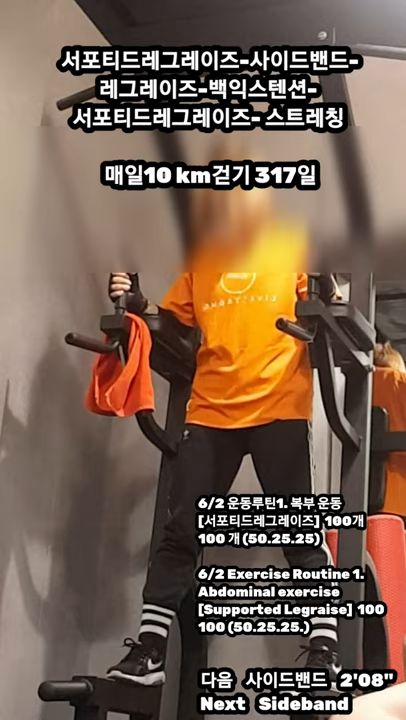 서포티드레그레이즈-사이드밴드-
레그레이즈-백익스텐션-
서포티드레그레이즈- 스트레칭
매일10 km걷기 317일
6/2 운동루틴1. 복부 운동
[서포티드레그레이즈] 100개
100 개 (50.25.25)
6/2 Exercise Routine 1.
Abdominal exercise
[Supported Legraise] 100
100 (50.25.25.)
다음 사이드밴드 . 2'08"
Next Sideband